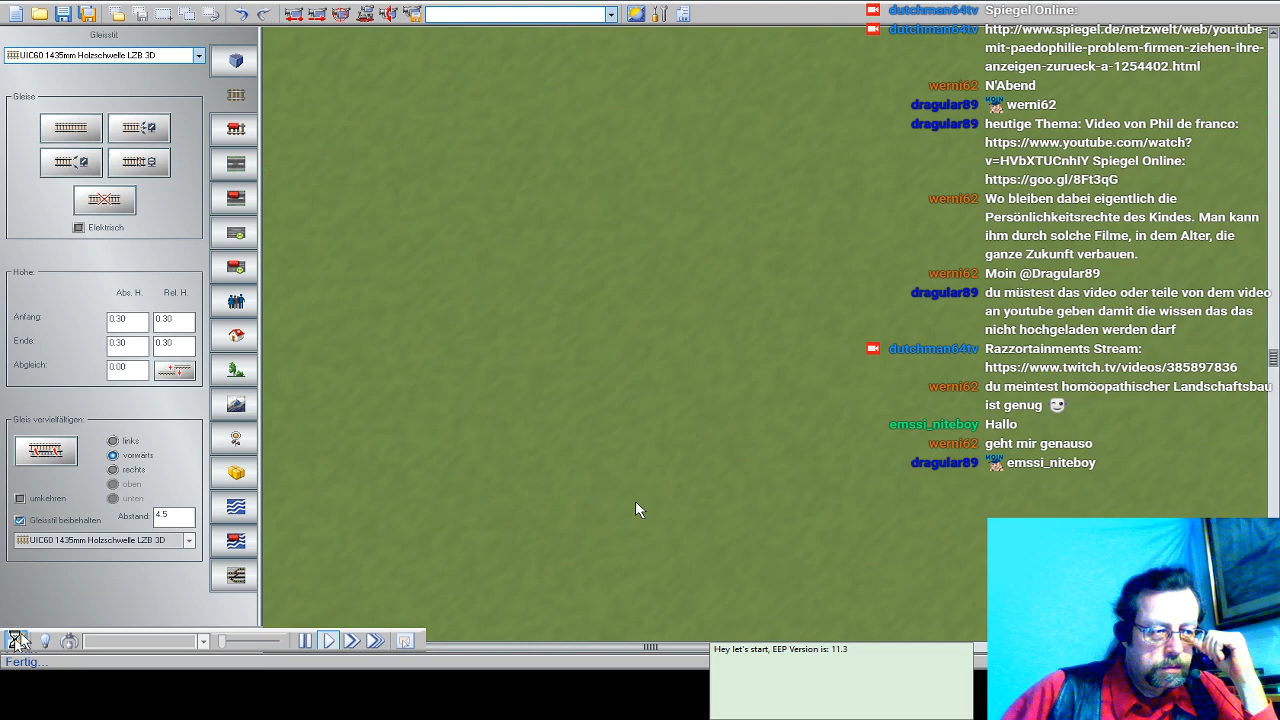 Gleisstil
UIC60 1435mm Holzschwelle LZB 3D
Gleise
Elektrisch
Höhe:
Abs. H. Rel. H.
Anfang: 0.30 0.30
Ende: 0.30 0.30
Abgleich: 0.00
Gleis vervielfältigen:
links
vorwärts
rechts
oben
umkehren unten
Gleisstil beibehalten Abstand: 4.5
UIC60 1435mm Holzschwelle LZB 3D
Fertig...
Hey let's start, EEP Version is: 11.3
dutchman64tv Spiegel Online:
dutchman64tv http://www.spiegel.de/netzwelt/web/youtube-
mit-paedophilie-problem-firmen-ziehen-ihre-
anzeigen-zurueck-a-1254402.html
werni62 N'Abend
dragular89 MOIN werni62
dragular89 heutige Thema: Video von Phil de franco:
https://www.youtube.com/watch?
v=HVbXTUCnhIY Spiegel Online:
https://goo.gl/8Ft3qG
werni62 Wo bleiben dabei eigentlich die
Persönlichkeitsrechte des Kindes. Man kann
ihm durch solche Filme, in dem Alter, die
ganze Zukunft verbauen.
werni62 Moin @Dragular89
dragular89 du müstest das video oder teile von dem video
an youtube geben damit die wissen das das
nicht hochgeladen werden darf
dutchman64tv Razzortainments Stream:
https://www.twitch.tv/videos/385897836
werni62 du meintest homöopathischer Landschaftsbau
ist genug
emssi_niteboy Hallo
werni62 geht mir genauso
dragular89 MOIN emssi_niteboy